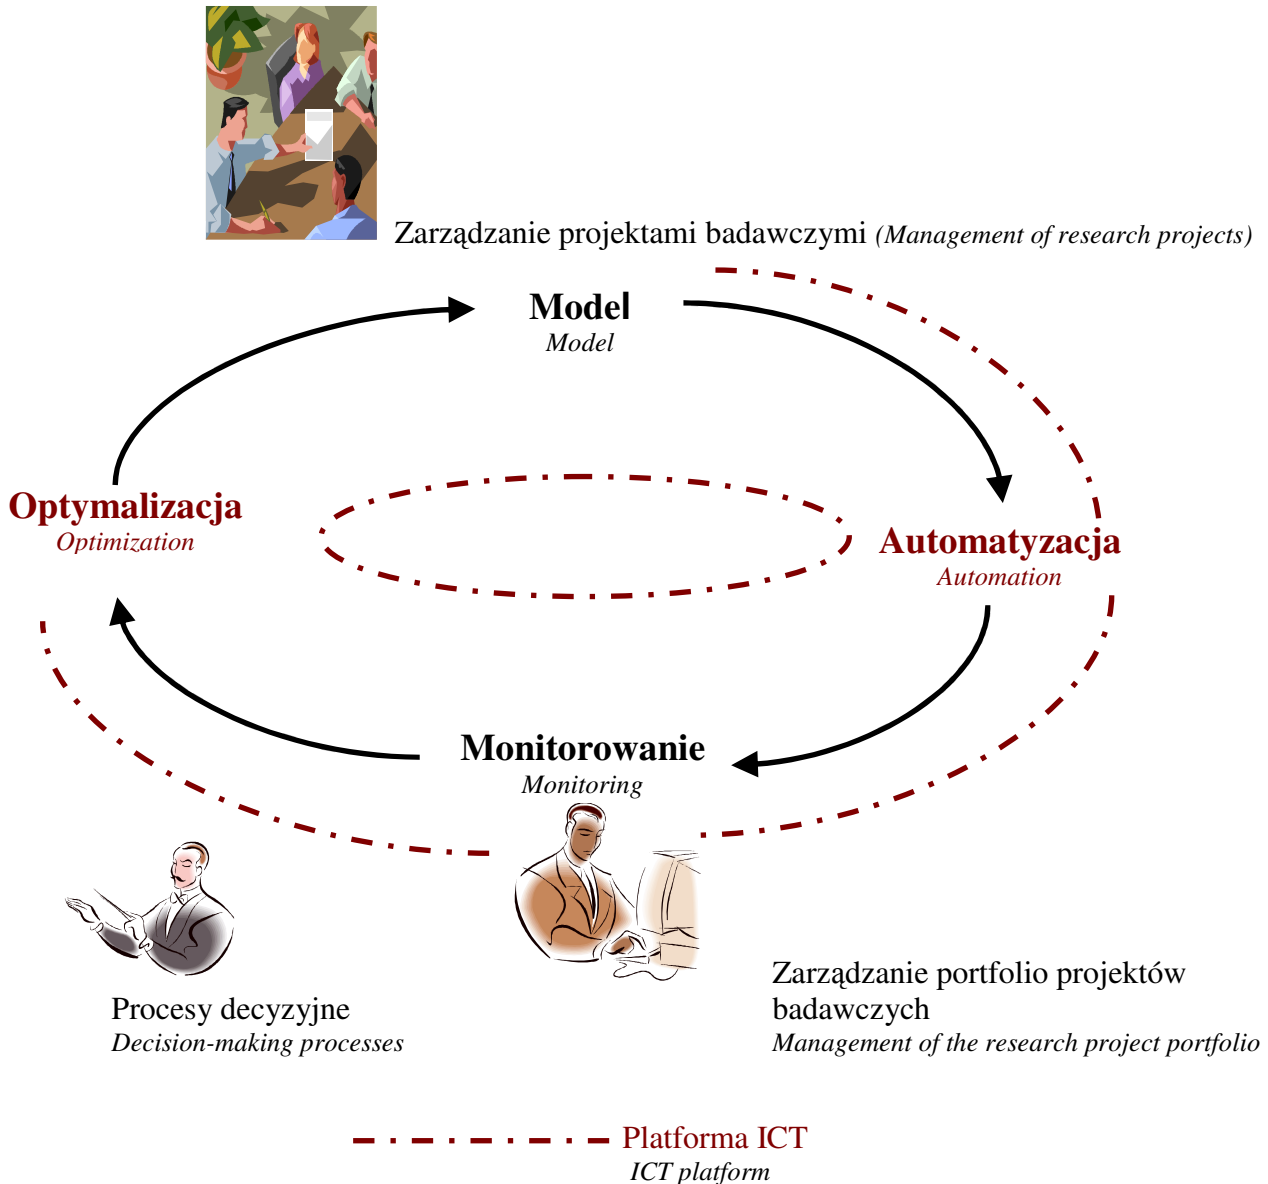 Zarządzanie projektami badawczymi (Management of research projects)
Model
Model
Optymalizacja
Optimization
Automatyzacja
Automation
Monitorowanie
Monitoring
Procesy decyzyjne
Decision-making processes
Zarządzanie portfolio projektów
badawczych
Management of the research project portfolio
Platforma ICT
ICT platform